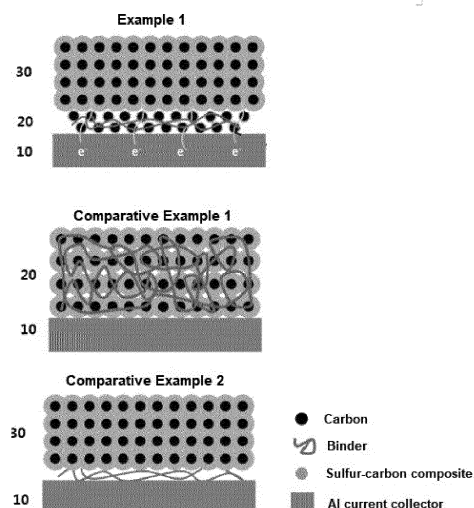 Example 1
30
20
10
e⁻ e⁻ e⁻ e⁻
Comparative Example 1
20
10
Comparative Example 2
30
10
Carbon
Binder
Sulfur-carbon composite
Al current collector